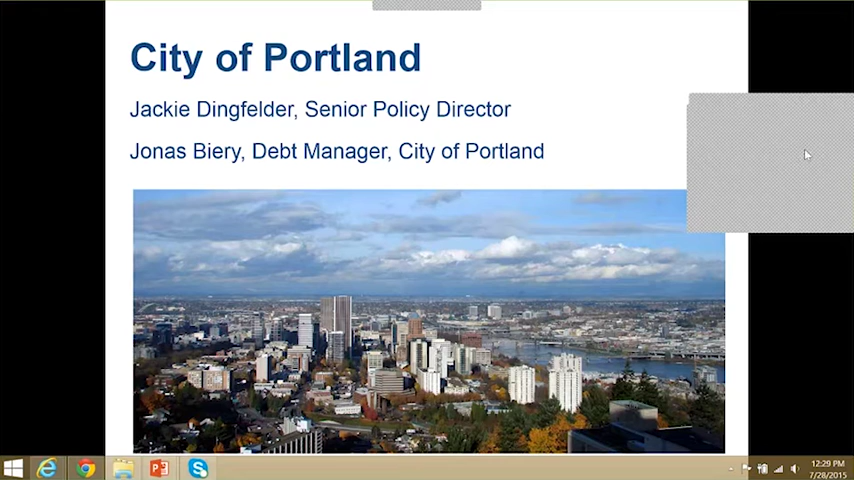 City of Portland
Jackie Dingfelder, Senior Policy Director
Jonas Biery, Debt Manager, City of Portland
12:29 PM
7/28/2015